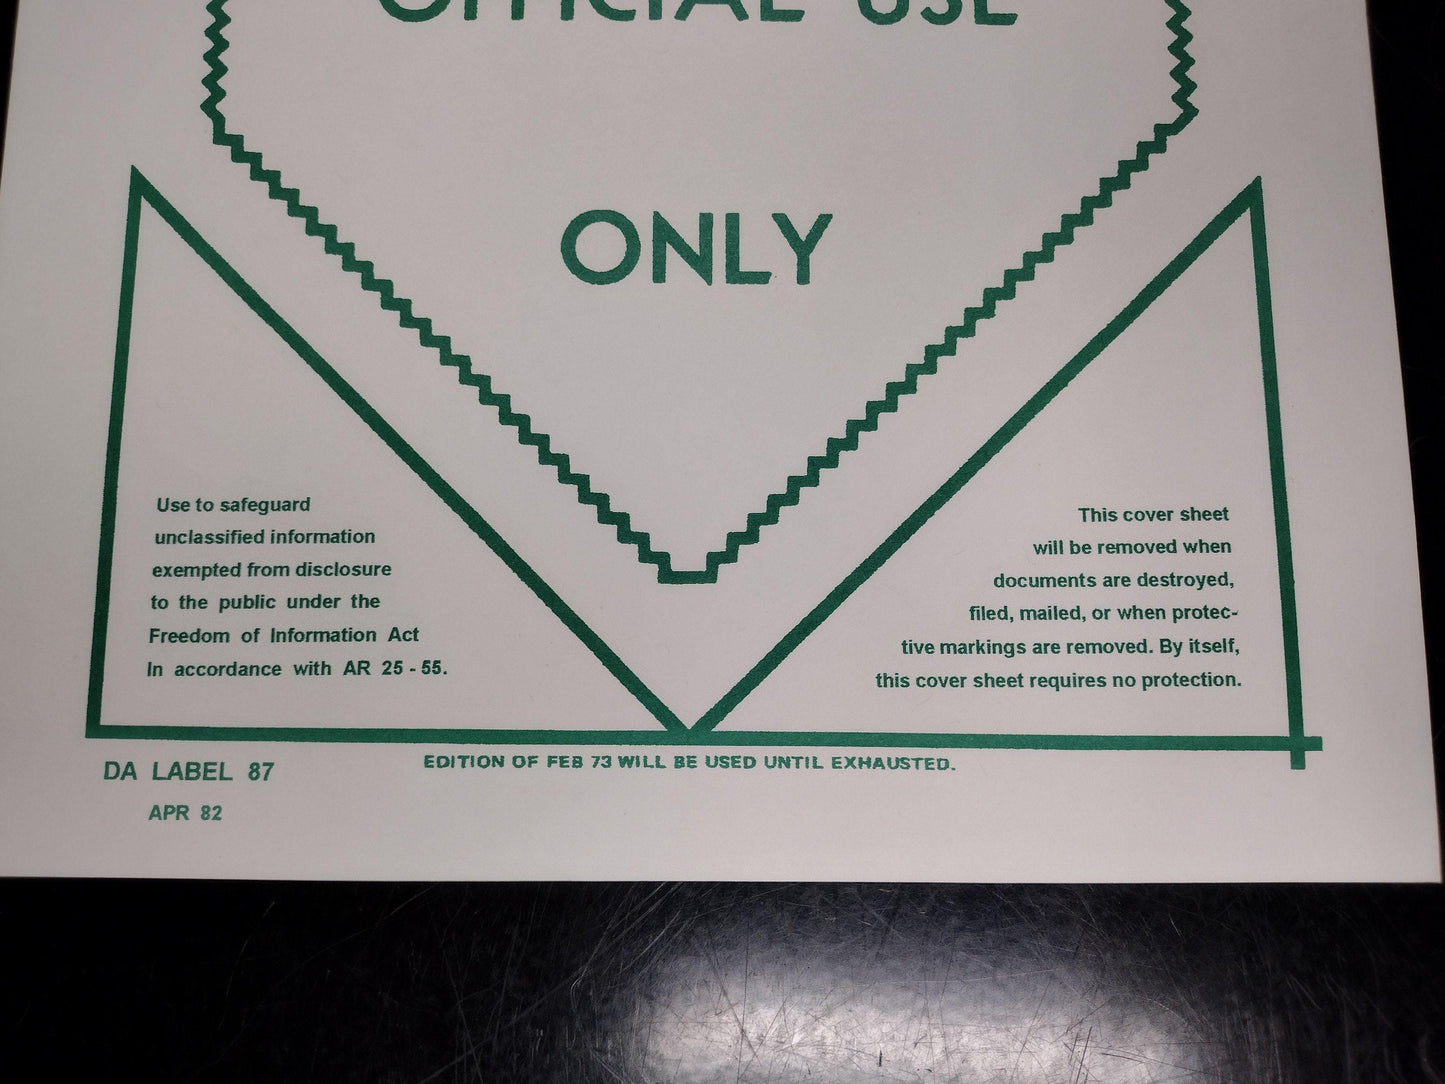 OFFICIAL USE
ONLY
Use to safeguard
unclassified information
exempted from disclosure
to the public under the
Freedom of Information Act
In accordance with AR 25 - 55.
This cover sheet
will be removed when
documents are destroyed,
filed, mailed, or when protec-
tive markings are removed. By itself,
this cover sheet requires no protection.
DA LABEL 87
APR 82
EDITION OF FEB 73 WILL BE USED UNTIL EXHAUSTED.